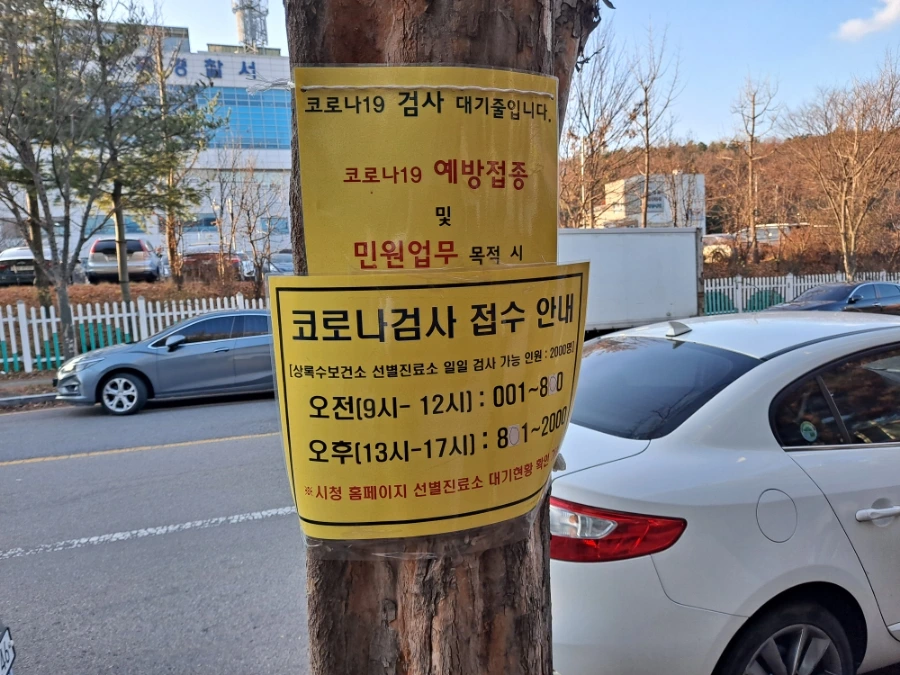 코로나19 검사 대기줄입니다.
코로나19 예방접종
및
민원업무 목적 시
코로나검사 접수 안내
[상록수보건소 선별진료소 일일 검사 가능 인원 : 2000명]
오전(9시- 12시) : 001~800
오후(13시-17시) : 801~2000
※시청 홈페이지 선별진료소 대기현황 확인